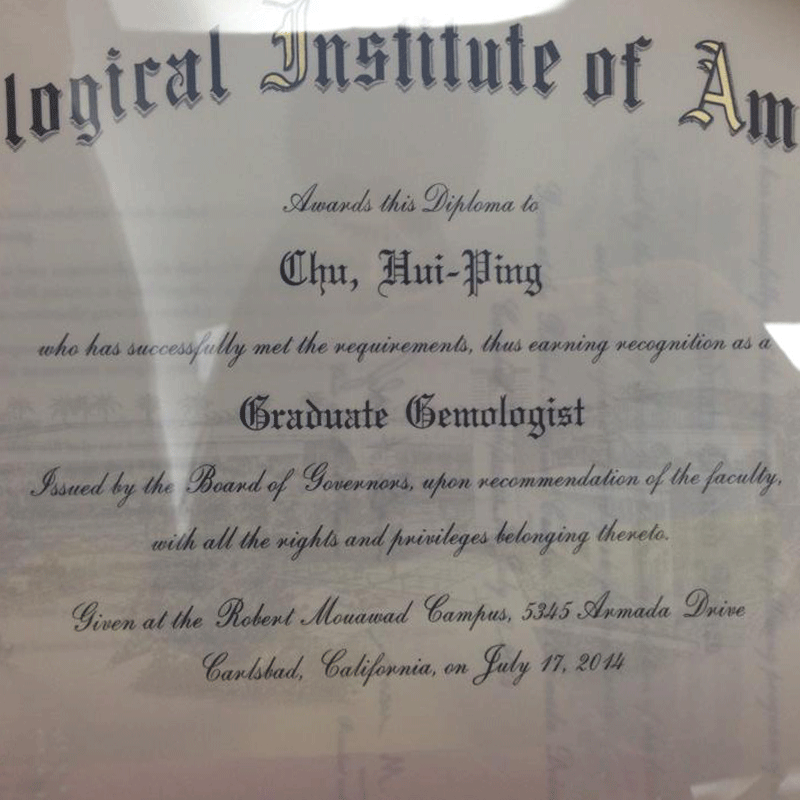 logical Institute of Am
Awards this Diploma to
Chu, Hui-Ping
who has successfully met the requirements, thus earning recognition as a
Graduate Gemologist
Issued by the Board of Governors, upon recommendation of the faculty,
with all the rights and privileges belonging thereto.
Given at the Robert Mouawad Campus, 5345 Armada Drive
Carlsbad, California, on July 17, 2014